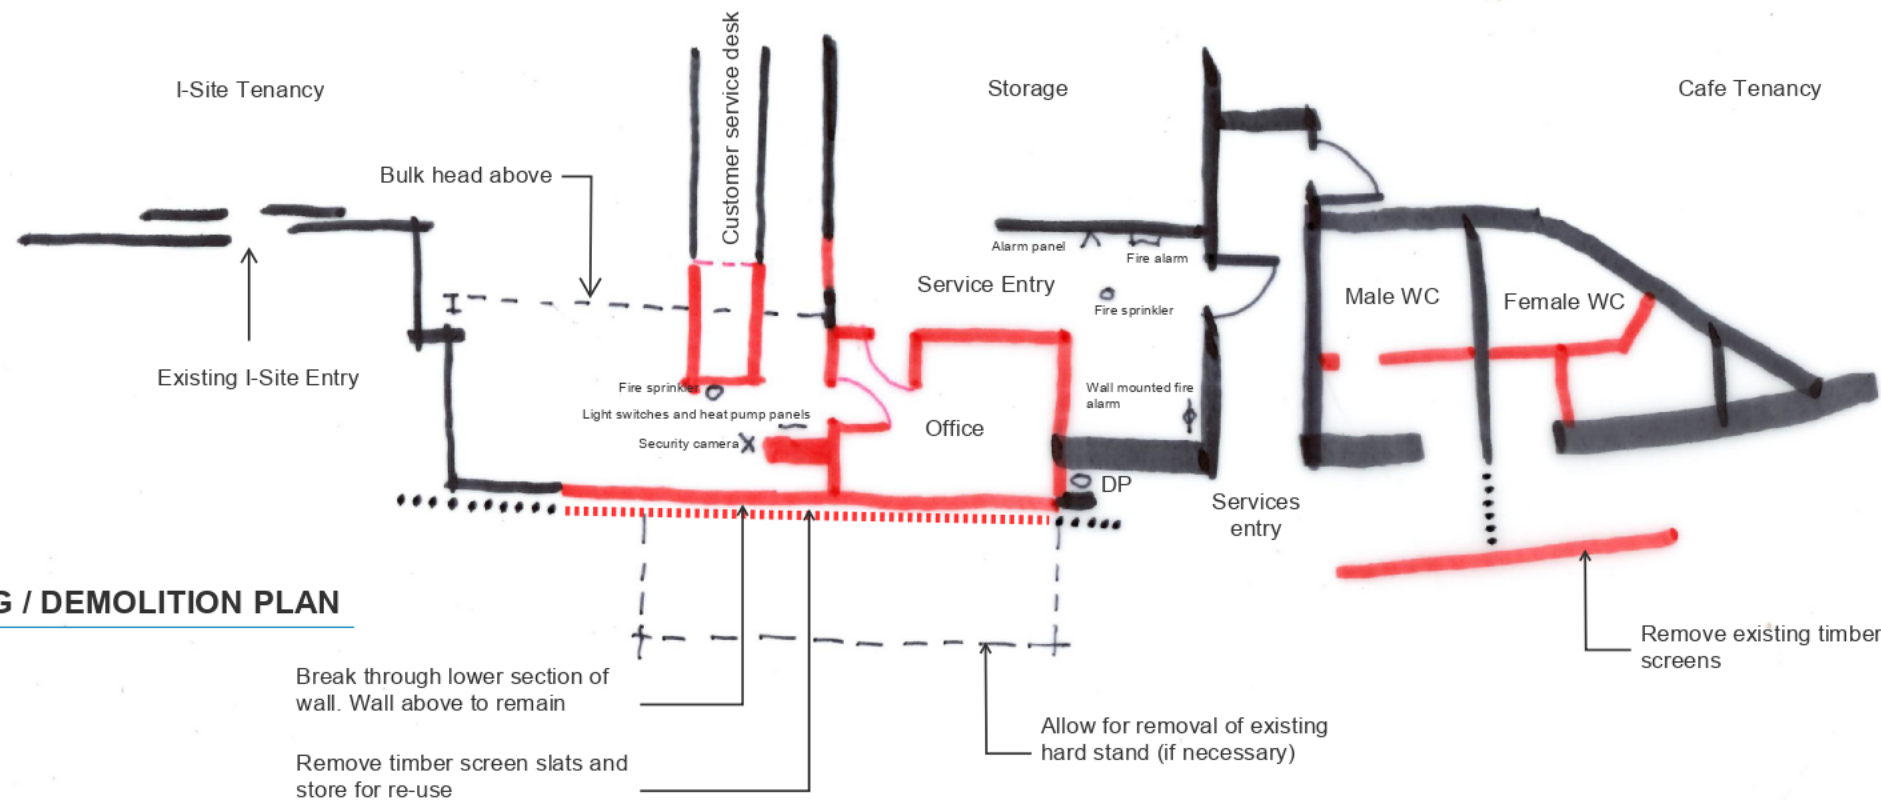 Customer service desk
I-Site Tenancy
Storage
Cafe Tenancy
Bulk head above
Alarm panel
Fire alarm
Service Entry
Fire sprinkler
Male WC
Female WC
Existing I-Site Entry
Fire sprinkler
Light switches and heat pump panels
Security camera
Wall mounted fire
alarm
Office
DP
Services
entry
G / DEMOLITION PLAN
Remove existing timber
screens
Break through lower section of
wall. Wall above to remain
Allow for removal of existing
hard stand (if necessary)
Remove timber screen slats and
store for re-use